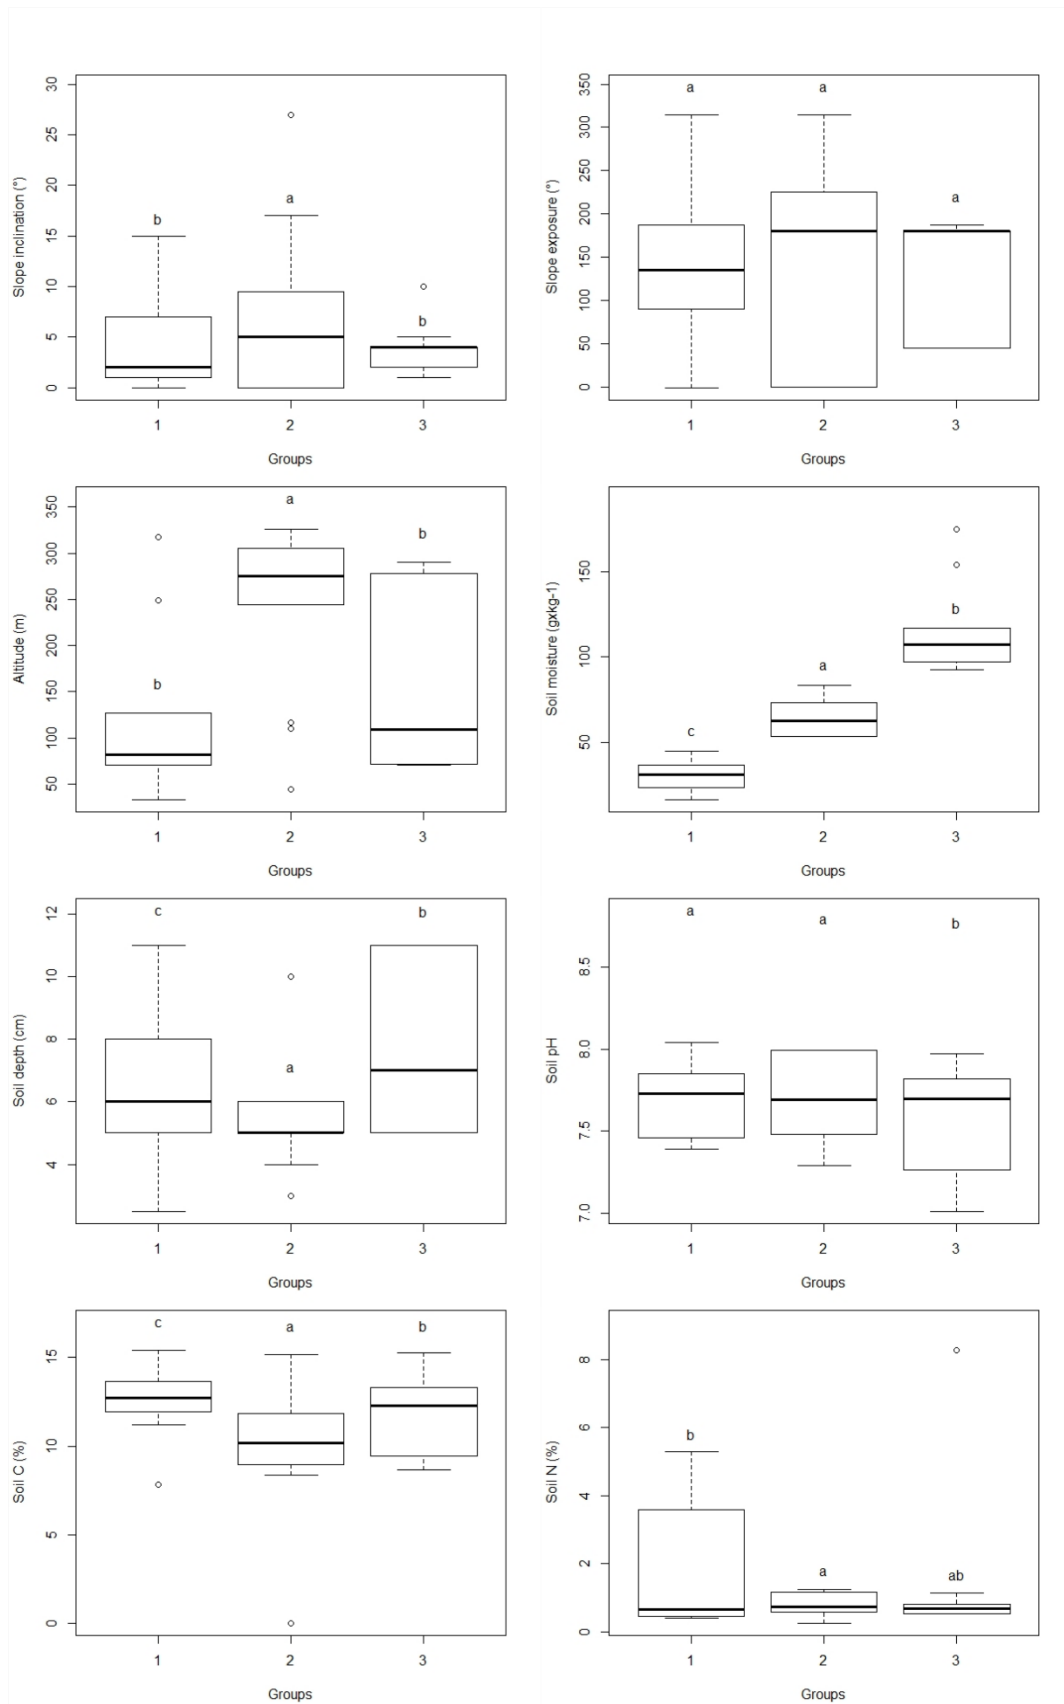 Slope inclination (°)
30
25
20
15
10
5
0
b
a
b
1 2 3
Groups
Slope exposure (°)
350
300
250
200
150
100
50
0
a
a
a
1 2 3
Groups
Altitude (m)
350
300
250
200
150
100
50
b
a
b
1 2 3
Groups
Soil moisture (gxkg-1)
150
100
50
c
a
b
1 2 3
Groups
Soil depth (cm)
12
10
8
6
4
c
a
b
1 2 3
Groups
Soil pH
8.5
8.0
7.5
7.0
a
a
b
1 2 3
Groups
Soil C (%)
15
10
5
0
c
a
b
1 2 3
Groups
Soil N (%)
8
6
4
2
0
b
a
ab
1 2 3
Groups